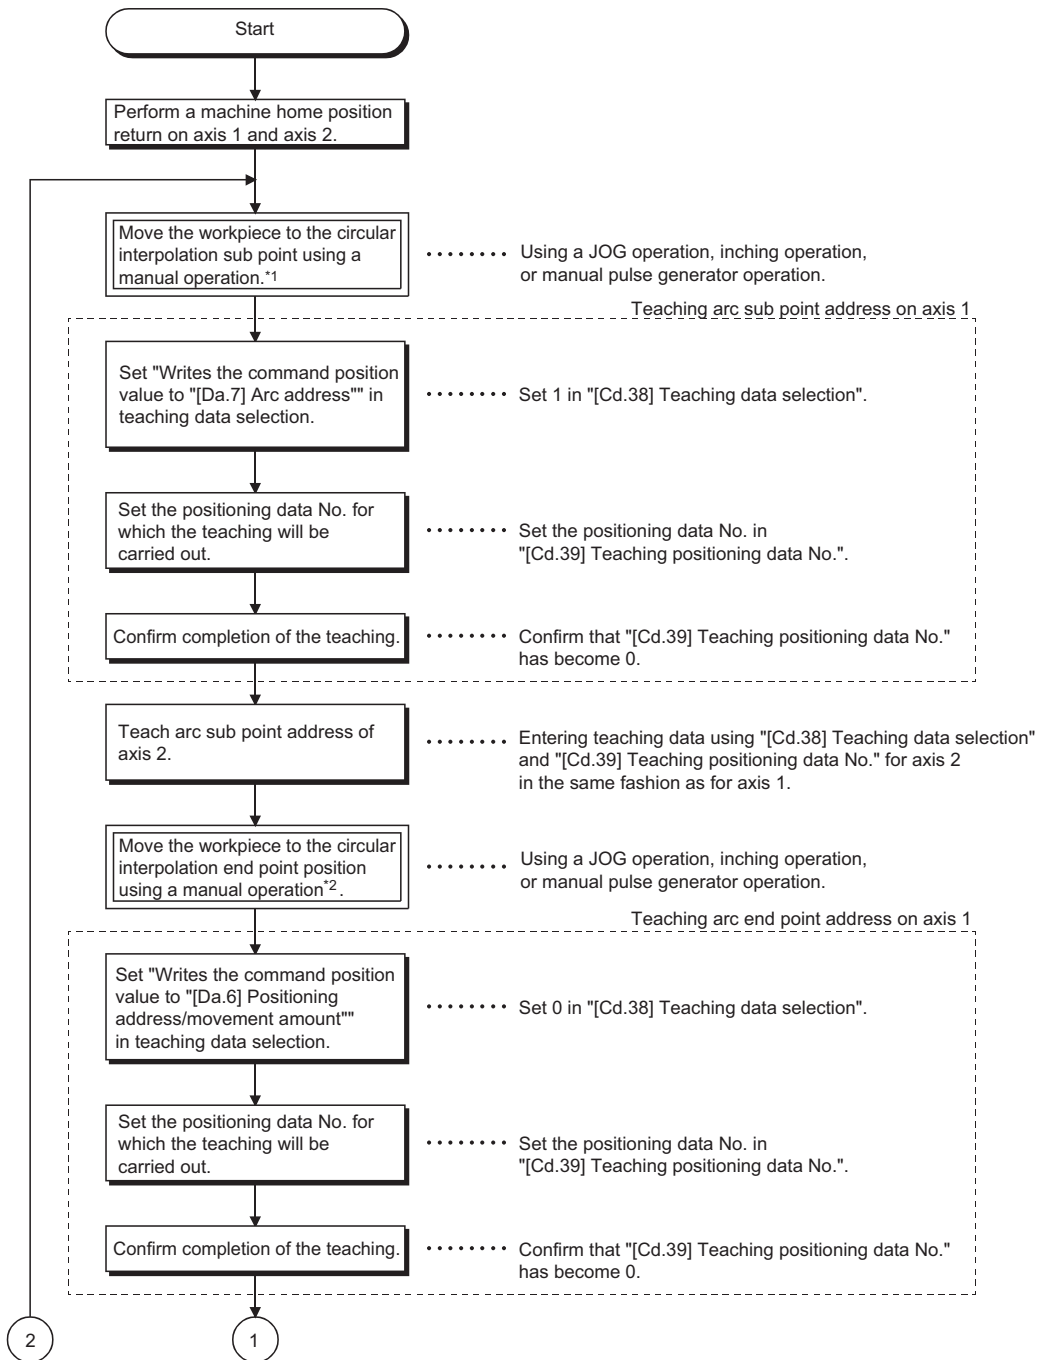 Start
Perform a machine home position
return on axis 1 and axis 2.
Move the workpiece to the circular
interpolation sub point using a
manual operation.*1
Using a JOG operation, inching operation,
or manual pulse generator operation.
Teaching arc sub point address on axis 1
Set "Writes the command position
value to "[Da.7] Arc address"" in
teaching data selection.
Set 1 in "[Cd.38] Teaching data selection".
Set the positioning data No. for
which the teaching will be
carried out.
Set the positioning data No. in
"[Cd.39] Teaching positioning data No.".
Confirm completion of the teaching.
Confirm that "[Cd.39] Teaching positioning data No."
has become 0.
Teach arc sub point address of
axis 2.
Entering teaching data using "[Cd.38] Teaching data selection"
and "[Cd.39] Teaching positioning data No." for axis 2
in the same fashion as for axis 1.
Move the workpiece to the circular
interpolation end point position
using a manual operation*2.
Using a JOG operation, inching operation,
or manual pulse generator operation.
Teaching arc end point address on axis 1
Set "Writes the command position
value to "[Da.6] Positioning
address/movement amount""
in teaching data selection.
Set 0 in "[Cd.38] Teaching data selection".
Set the positioning data No. for
which the teaching will be
carried out.
Set the positioning data No. in
"[Cd.39] Teaching positioning data No.".
Confirm completion of the teaching.
Confirm that "[Cd.39] Teaching positioning data No."
has become 0.
2
1